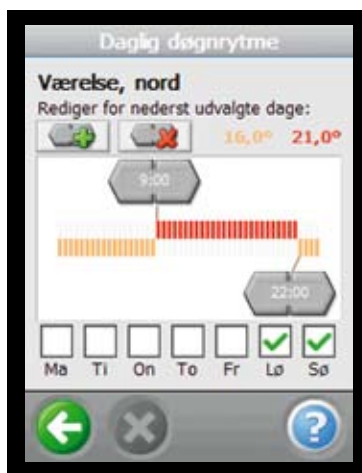 Daglig døgnrytme
Værelse, nord
Rediger for nederst udvalgte dage:
16,0° 21,0°
9:00
22:00
Ma Ti On To Fr Lø Sø
?